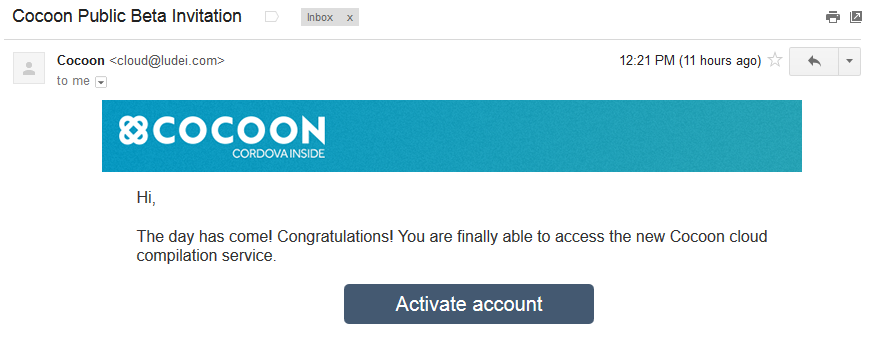 Cocoon Public Beta Invitation Inbox x
Cocoon <cloud@ludei.com> 12:21 PM (11 hours ago)
to me
COCOON
CORDOVA INSIDE
Hi,
The day has come! Congratulations! You are finally able to access the new Cocoon cloud
compilation service.
Activate account